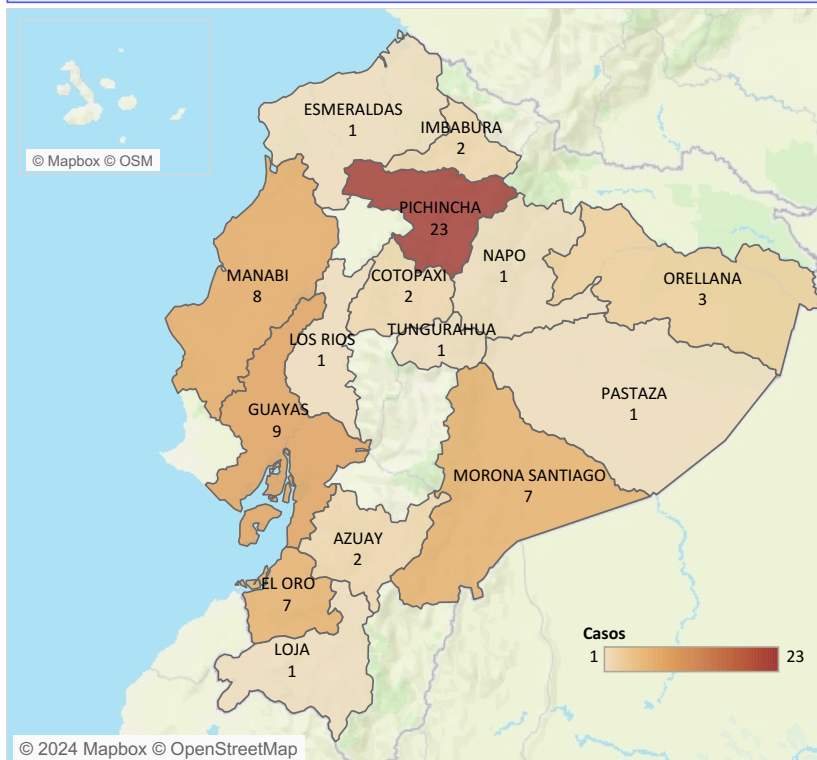 © Mapbox © OSM
ESMERALDAS
1
IMBABURA
2
PICHINCHA
23
NAPO
1
MANABI
8
COTOPAXI
2
ORELLANA
3
LOS RIOS
1
TUNGURAHUA
1
PASTAZA
1
GUAYAS
9
MORONA SANTIAGO
7
AZUAY
2
EL ORO
7
LOJA
1
Casos
1 23
© 2024 Mapbox © OpenStreetMap